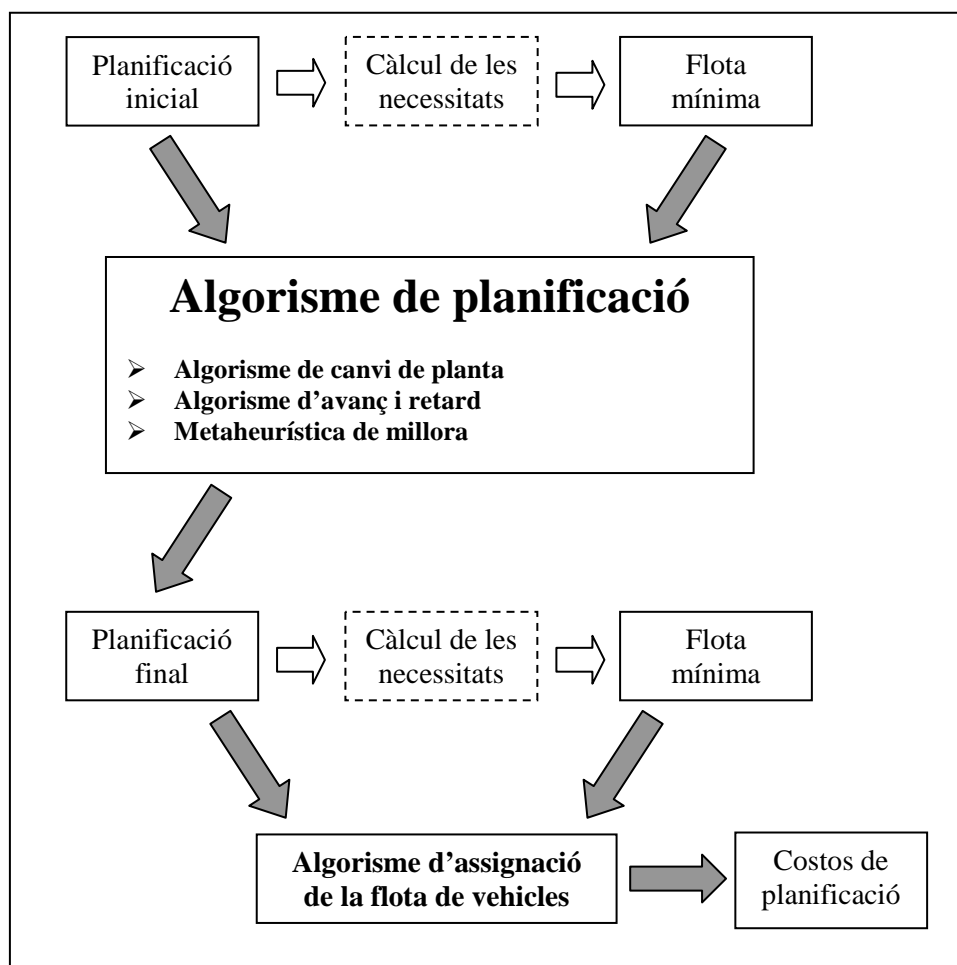 Planificació
inicial
Càlcul de les
necessitats
Flota
mínima
Algorisme de planificació
➢ Algorisme de canvi de planta
➢ Algorisme d’avanç i retard
➢ Metaheurística de millora
Planificació
final
Càlcul de les
necessitats
Flota
mínima
Algorisme d’assignació
de la flota de vehicles
Costos de
planificació